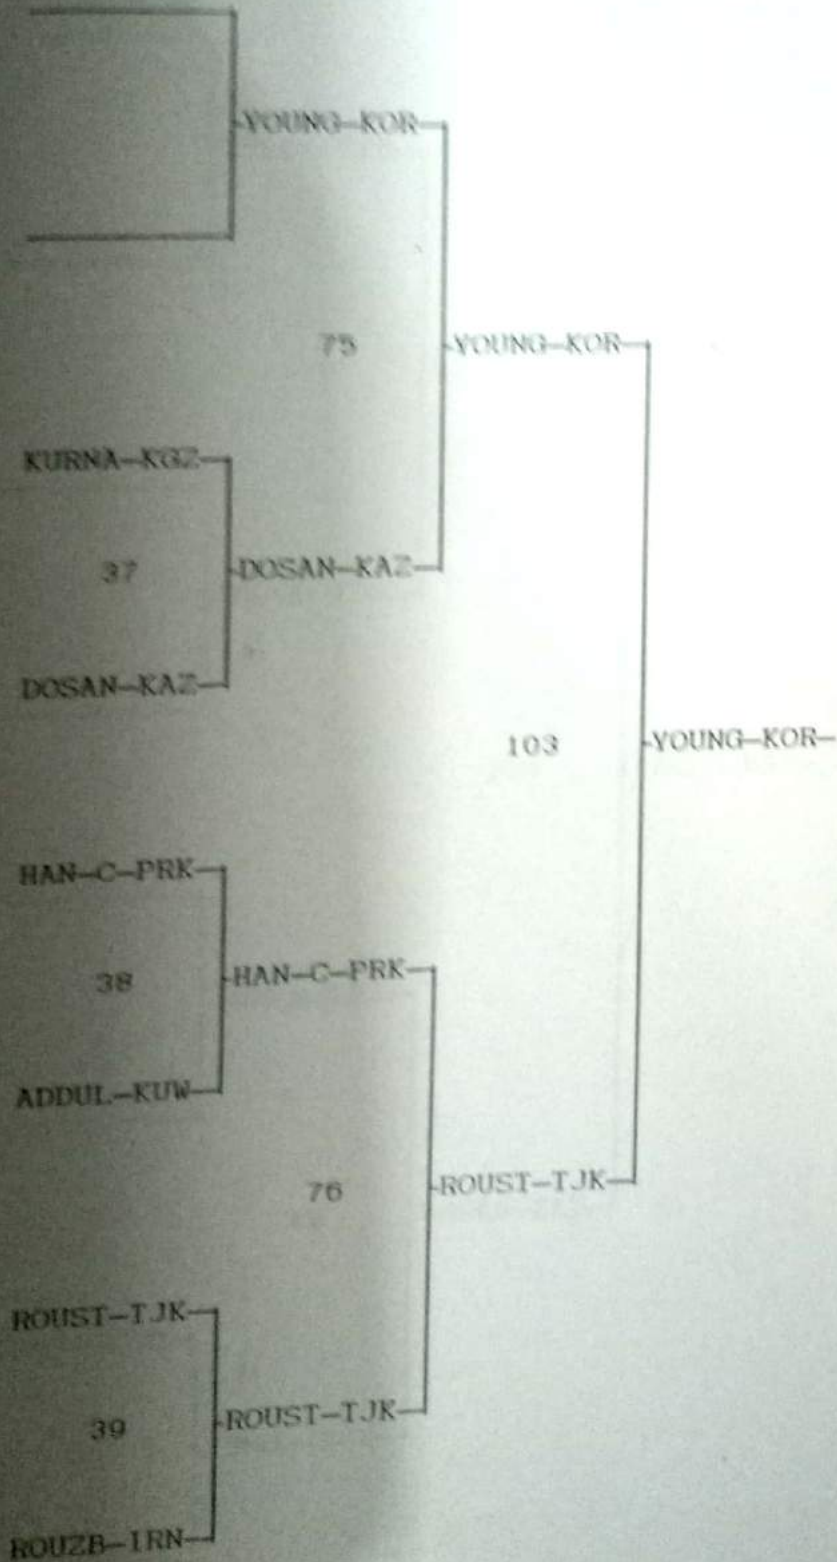 YOUNG-KOR
75
YOUNG-KOR
KURNA-KGZ
37
DOSAN-KAZ
DOSAN-KAZ
103
YOUNG-KOR
HAN-C-PRK
38
HAN-C-PRK
ADDUL-KUW
76
ROUST-TJK
ROUST-TJK
39
ROUST-TJK
ROUZB-IRN